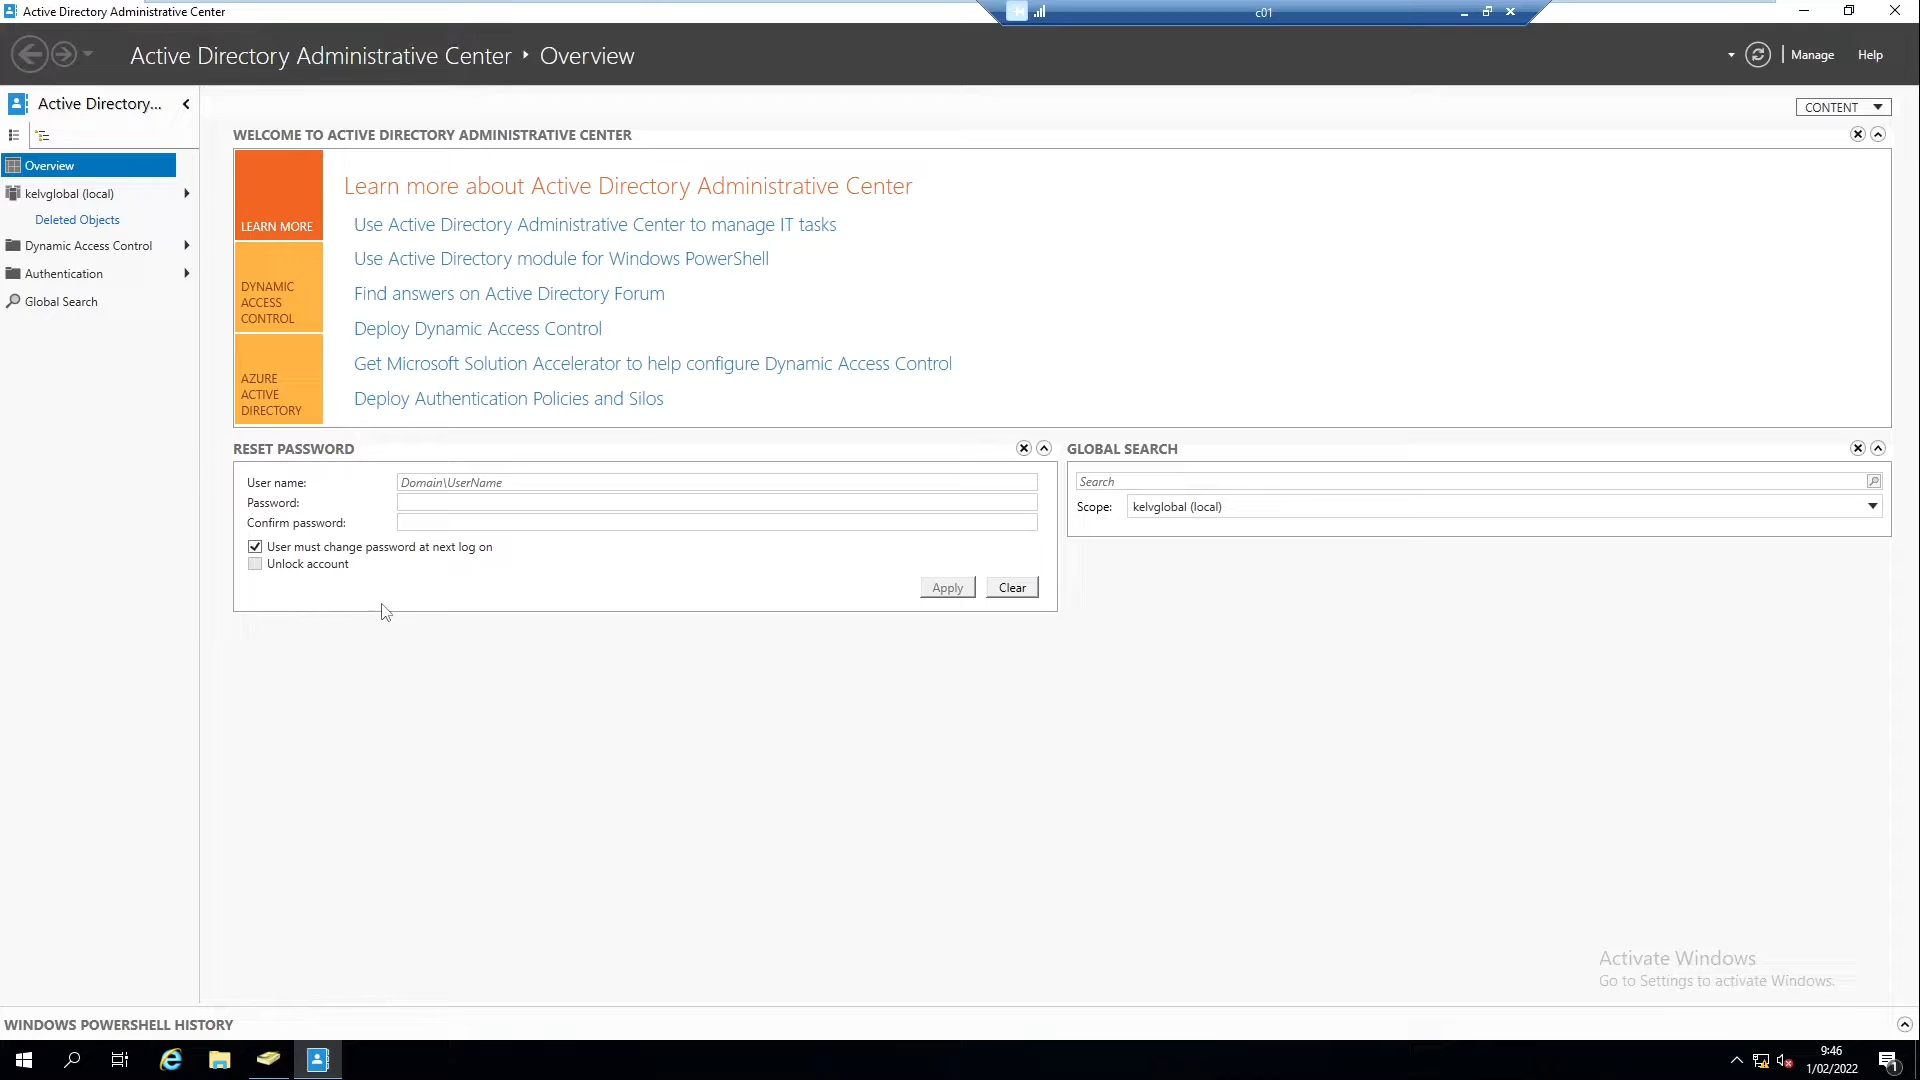 Active Directory Administrative Center
c01
Active Directory Administrative Center ‣ Overview
Manage
Help
Active Directory...
CONTENT
WELCOME TO ACTIVE DIRECTORY ADMINISTRATIVE CENTER
Overview
kelvglobal (local)
Deleted Objects
Dynamic Access Control
Authentication
Global Search
LEARN MORE
DYNAMIC
ACCESS
CONTROL
AZURE
ACTIVE
DIRECTORY
Learn more about Active Directory Administrative Center
Use Active Directory Administrative Center to manage IT tasks
Use Active Directory module for Windows PowerShell
Find answers on Active Directory Forum
Deploy Dynamic Access Control
Get Microsoft Solution Accelerator to help configure Dynamic Access Control
Deploy Authentication Policies and Silos
RESET PASSWORD
User name:
Domain\UserName
Password:
Confirm password:
User must change password at next log on
Unlock account
Apply
Clear
GLOBAL SEARCH
Search
Scope:
kelvglobal (local)
Activate Windows
Go to Settings to activate Windows.
WINDOWS POWERSHELL HISTORY
9:46
1/02/2022
1